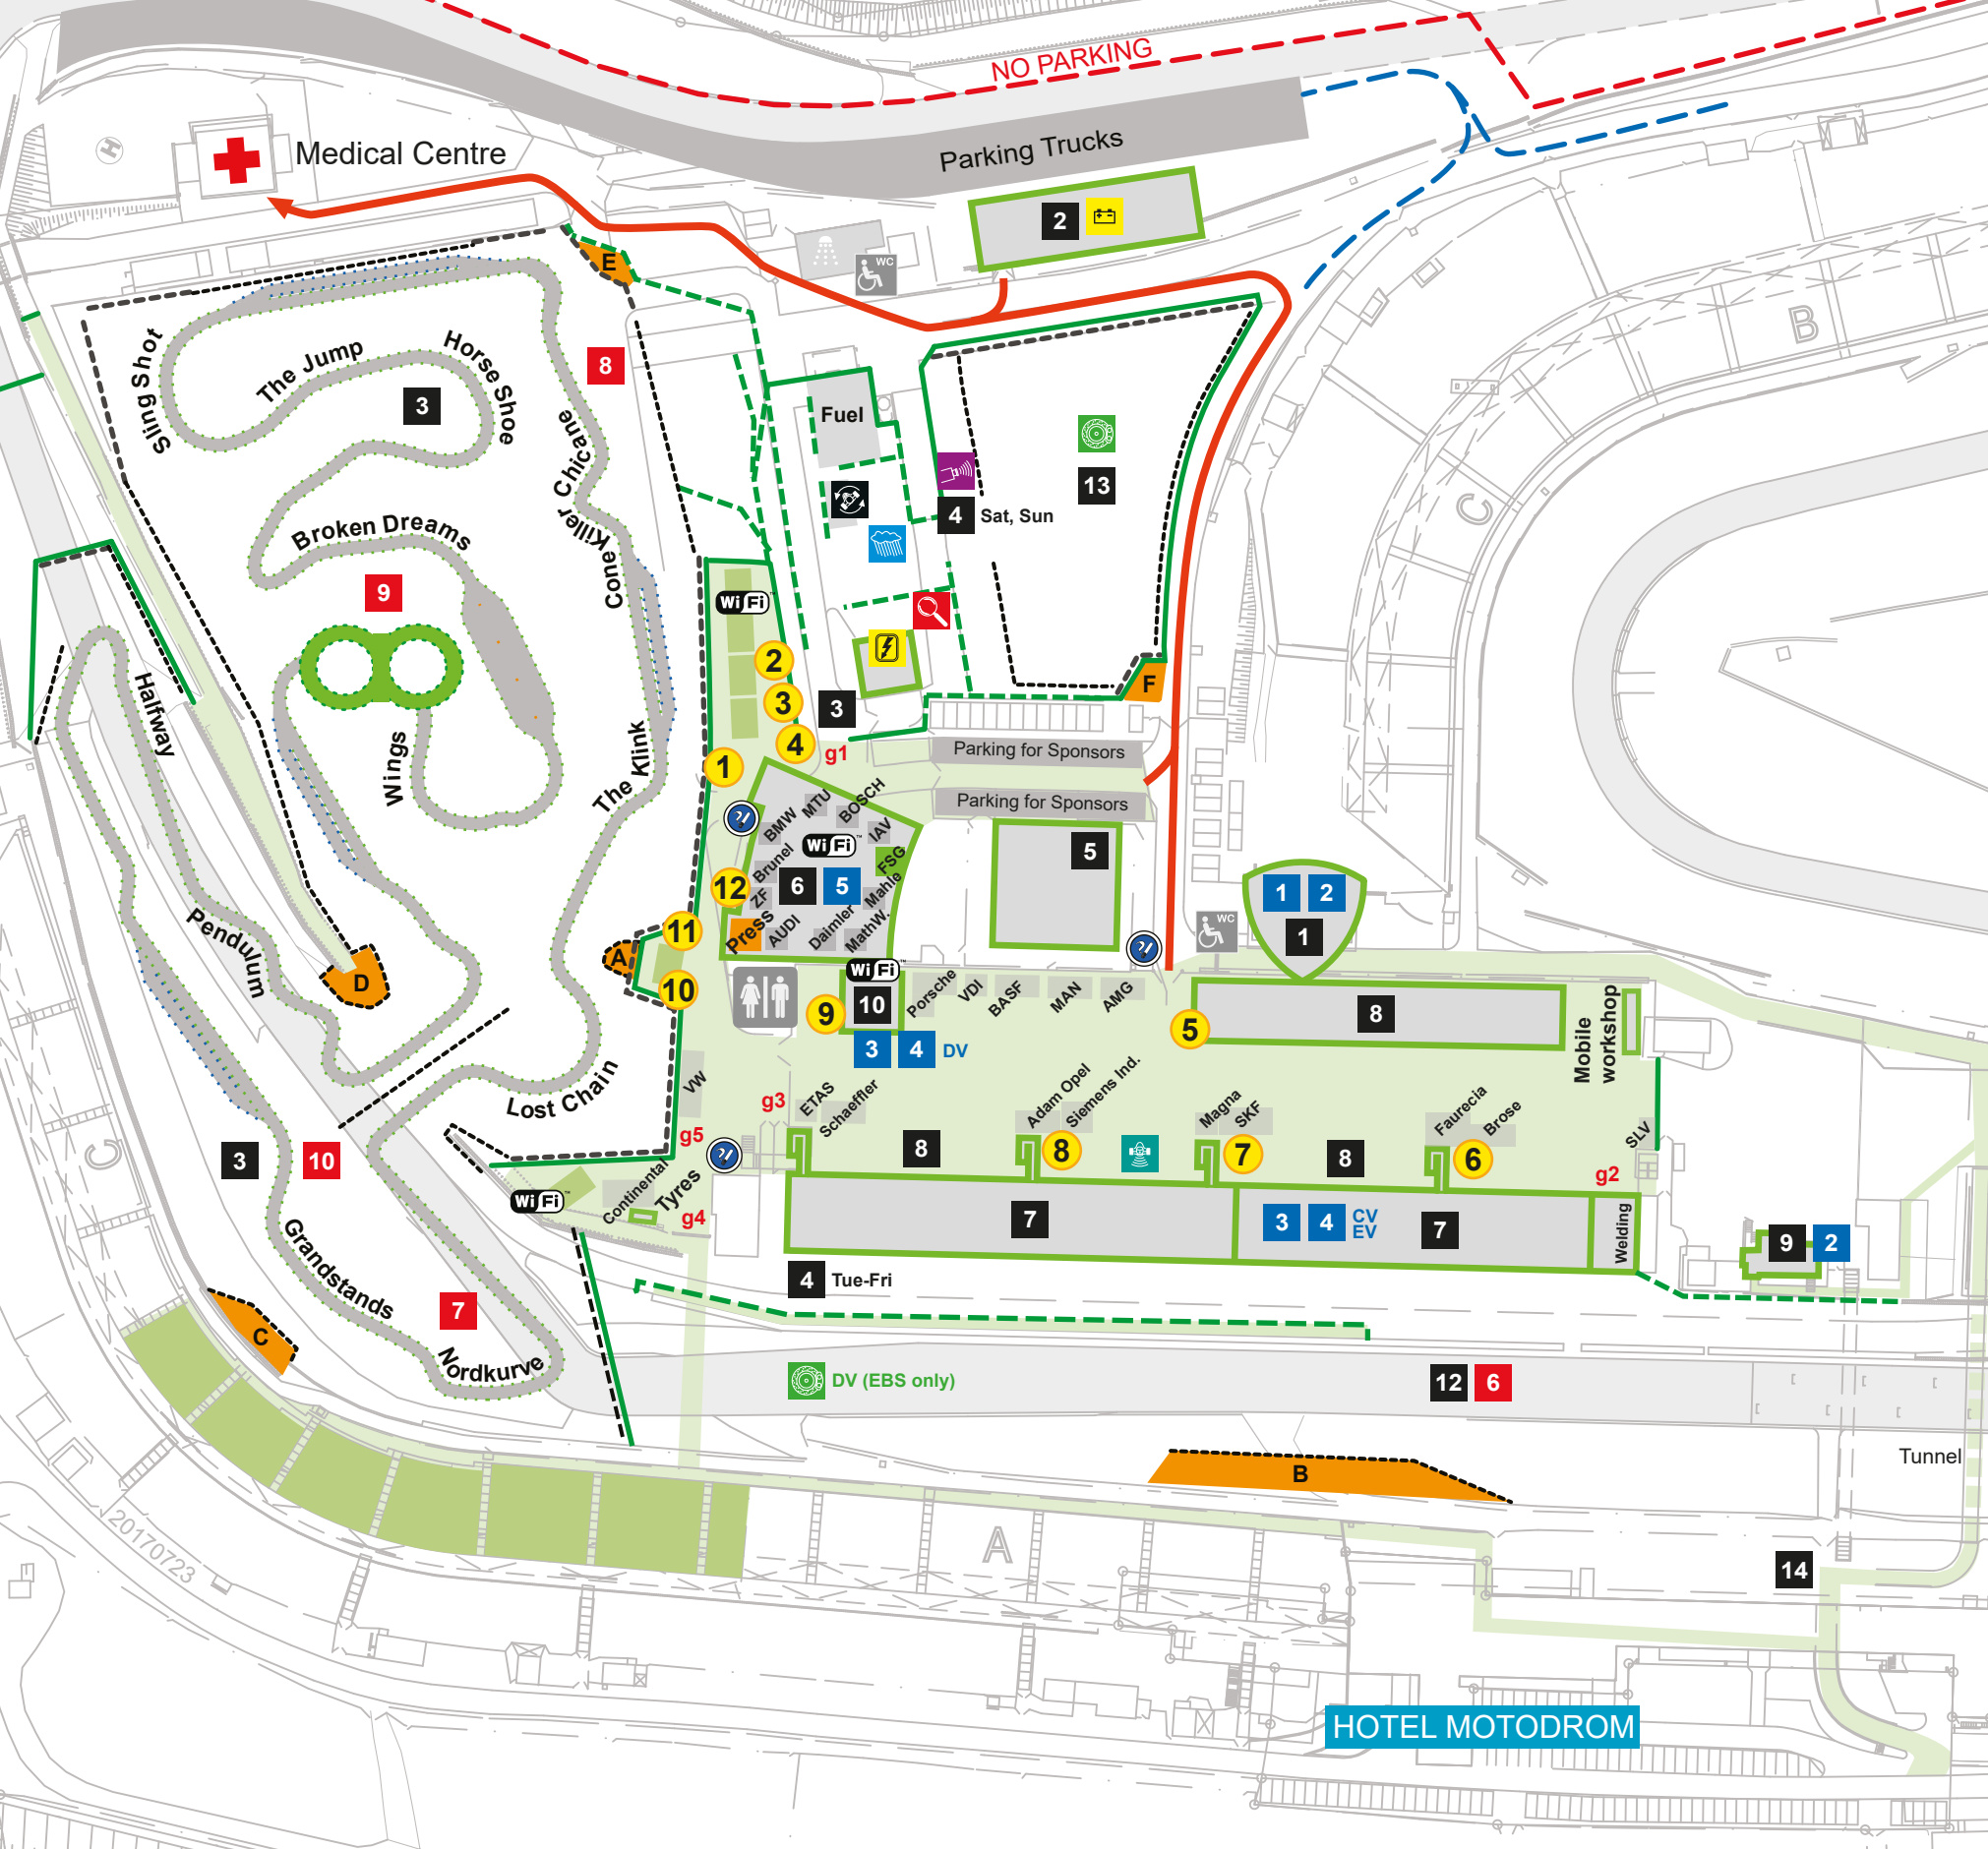 NO PARKING
Parking Trucks
H
Medical Centre
2
WC
E
B
Sling Shot
The Jump
Horse Shoe
3
8
Fuel
Cone Killer Chicane
13
4 Sat, Sun
C
Broken Dreams
9
WiFi™
2
3
4
3
g1
F
Halfway
Wings
The Klink
1
Parking for Sponsors
Parking for Sponsors
BMW
MTU
BOSCH
IAV
WiFi™
FSG
Brunel
12
ZF
6
5
Mahle
Press
AUDI
Daimler
MathW.
5
1 2
1
WC
Pendulum
D
A
11
10
WiFi™
9
10
3 4 DV
Porsche
VDI
BASF
MAN
AMG
5
8
Mobile
workshop
Lost Chain
VW
g3
g5
ETAS
Schaeffler
Adam Opel
Siemens Ind.
Magna
SKF
Faurecia
Brose
SLV
C
3
10
8
8
7
8
6
g2
WiFi™
Continental
Tyres
g4
7
3 4 CV
EV
7
Welding
9 2
4 Tue-Fri
Grandstands
7
C
Nordkurve
DV (EBS only)
12 6
B
Tunnel
A
20170723
14
HOTEL MOTODROM